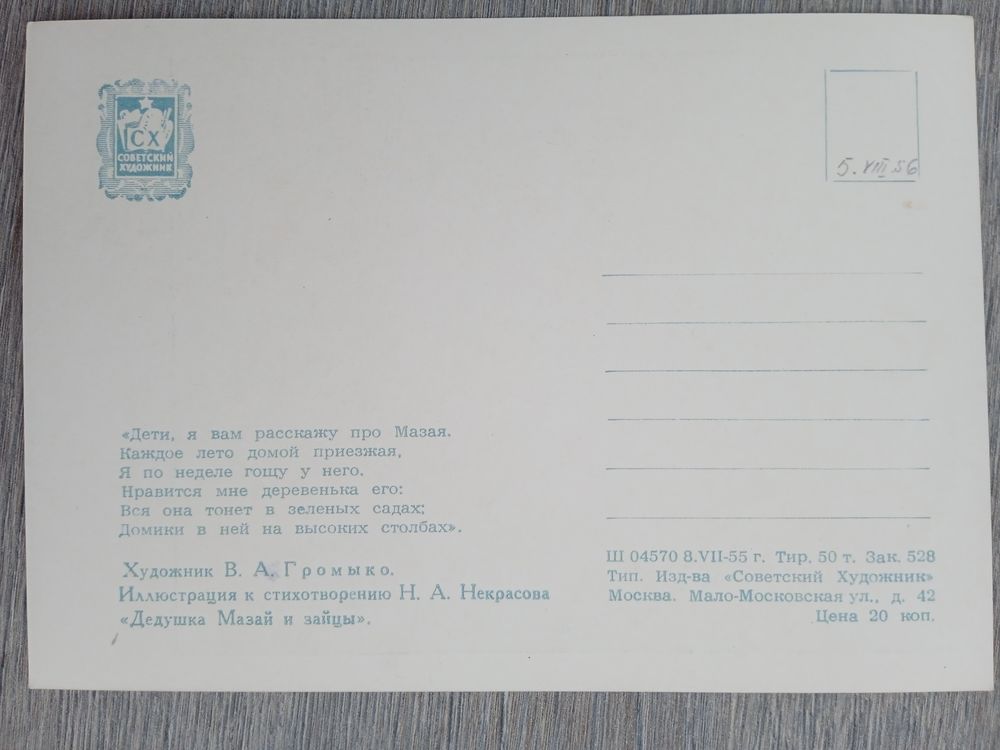 СХ
СОВЕТСКИЙ
ХУДОЖНИК
5. VIII 56
«Дети, я вам расскажу про Мазая.
Каждое лето домой приезжая,
Я по неделе гощу у него.
Нравится мне деревенька его:
Вся она тонет в зеленых садах;
Домики в ней на высоких столбах».
Художник В. А. Громыко.
Иллюстрация к стихотворению Н. А. Некрасова
«Дедушка Мазай и зайцы».
Ш 04570 8.VII-55 г. Тир. 50 т. Зак. 528
Тип. Изд-ва «Советский Художник»
Москва. Мало-Московская ул., д. 42
Цена 20 коп.